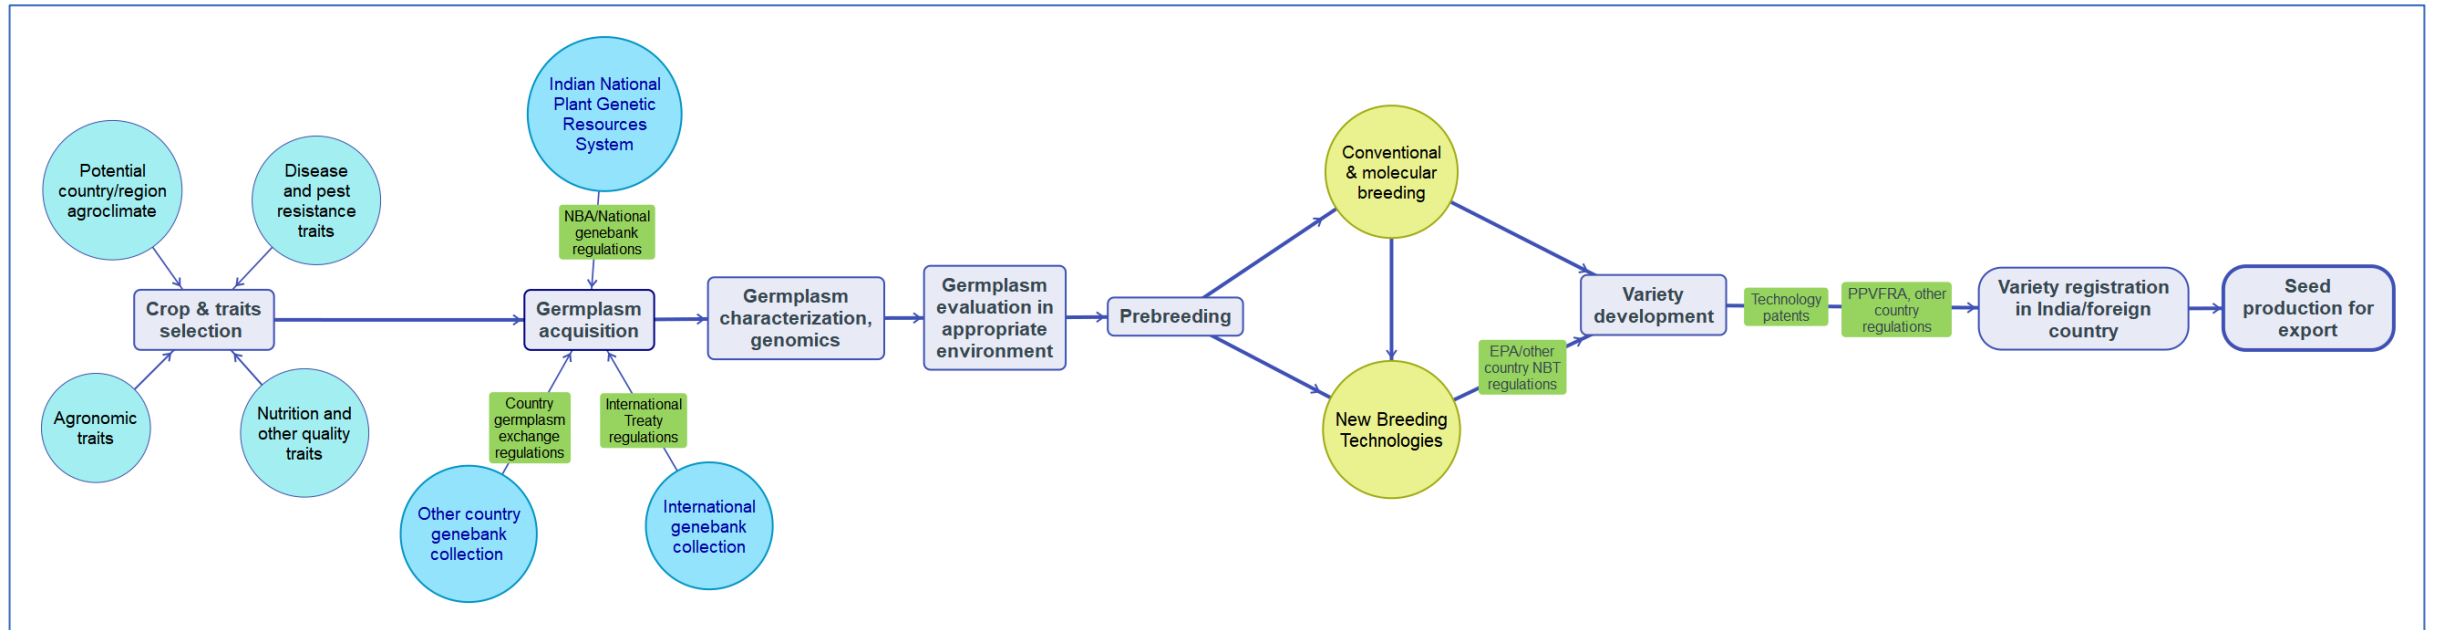 Potential
country/region
agroclimate
Disease
and pest
resistance
traits
Crop & traits
selection
Agronomic
traits
Nutrition and
other quality
traits
Indian National
Plant Genetic
Resources
System
NBA/National
genebank
regulations
Germplasm
acquisition
Country
germplasm
exchange
regulations
International
Treaty
regulations
Other country
genebank
collection
International
genebank
collection
Germplasm
characterization,
genomics
Germplasm
evaluation in
appropriate
environment
Prebreeding
Conventional
& molecular
breeding
New Breeding
Technologies
EPA/other
country NBT
regulations
Variety
development
Technology
patents
PPVFRA, other
country
regulations
Variety registration
in India/foreign
country
Seed
production for
export